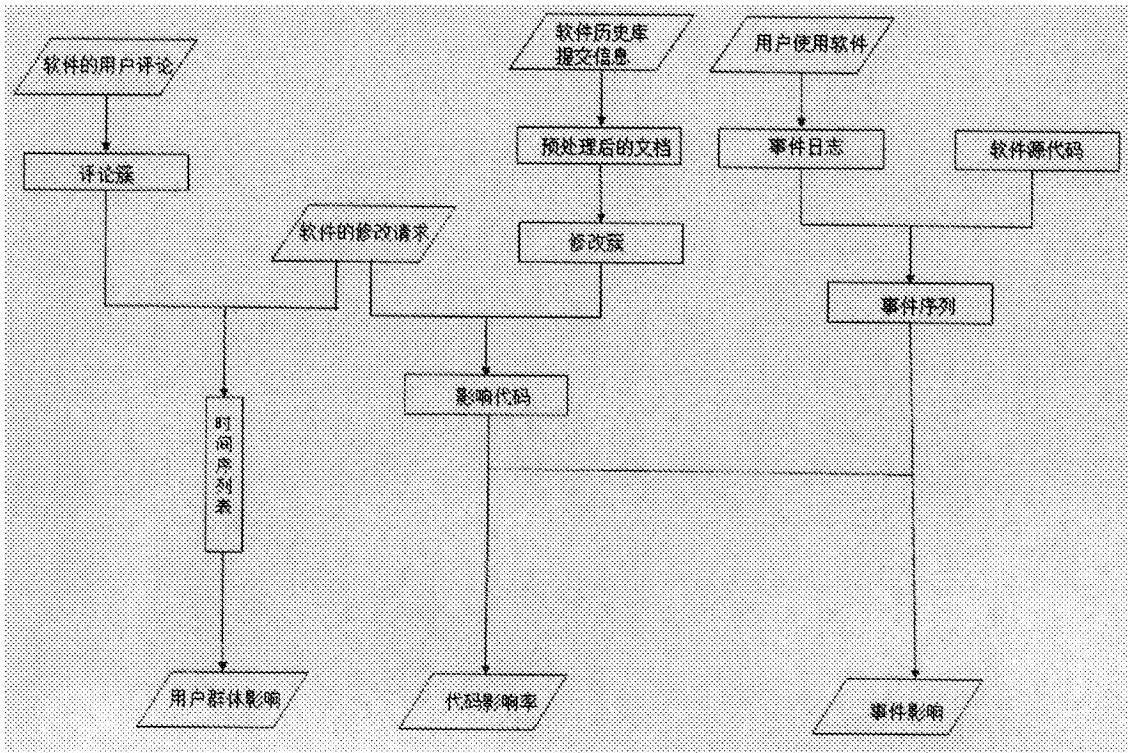 软件的用户评论
软件历史库
提交信息
用户使用软件
评论簇
预处理后的文档
事件日志
软件源代码
软件的修改请求
修改簇
事件序列
影响代码
时间序列表
用户群体影响
代码影响率
事件影响